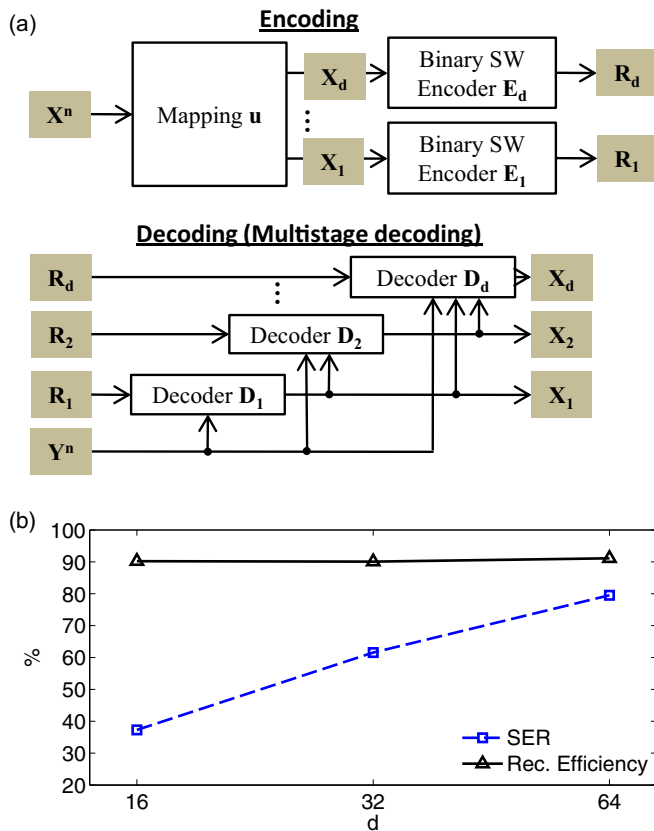 (a)
Encoding
Xⁿ
Mapping u
X_d
⋮
X_1
Binary SW
Encoder E_d
Binary SW
Encoder E_1
R_d
R_1
Decoding (Multistage decoding)
R_d
⋮
Decoder D_d
X_d
R_2
Decoder D_2
X_2
R_1
Decoder D_1
X_1
Yⁿ
(b)
100
90
80
70
60
50
40
30
20
%
SER
Rec. Efficiency
16
32
64
d